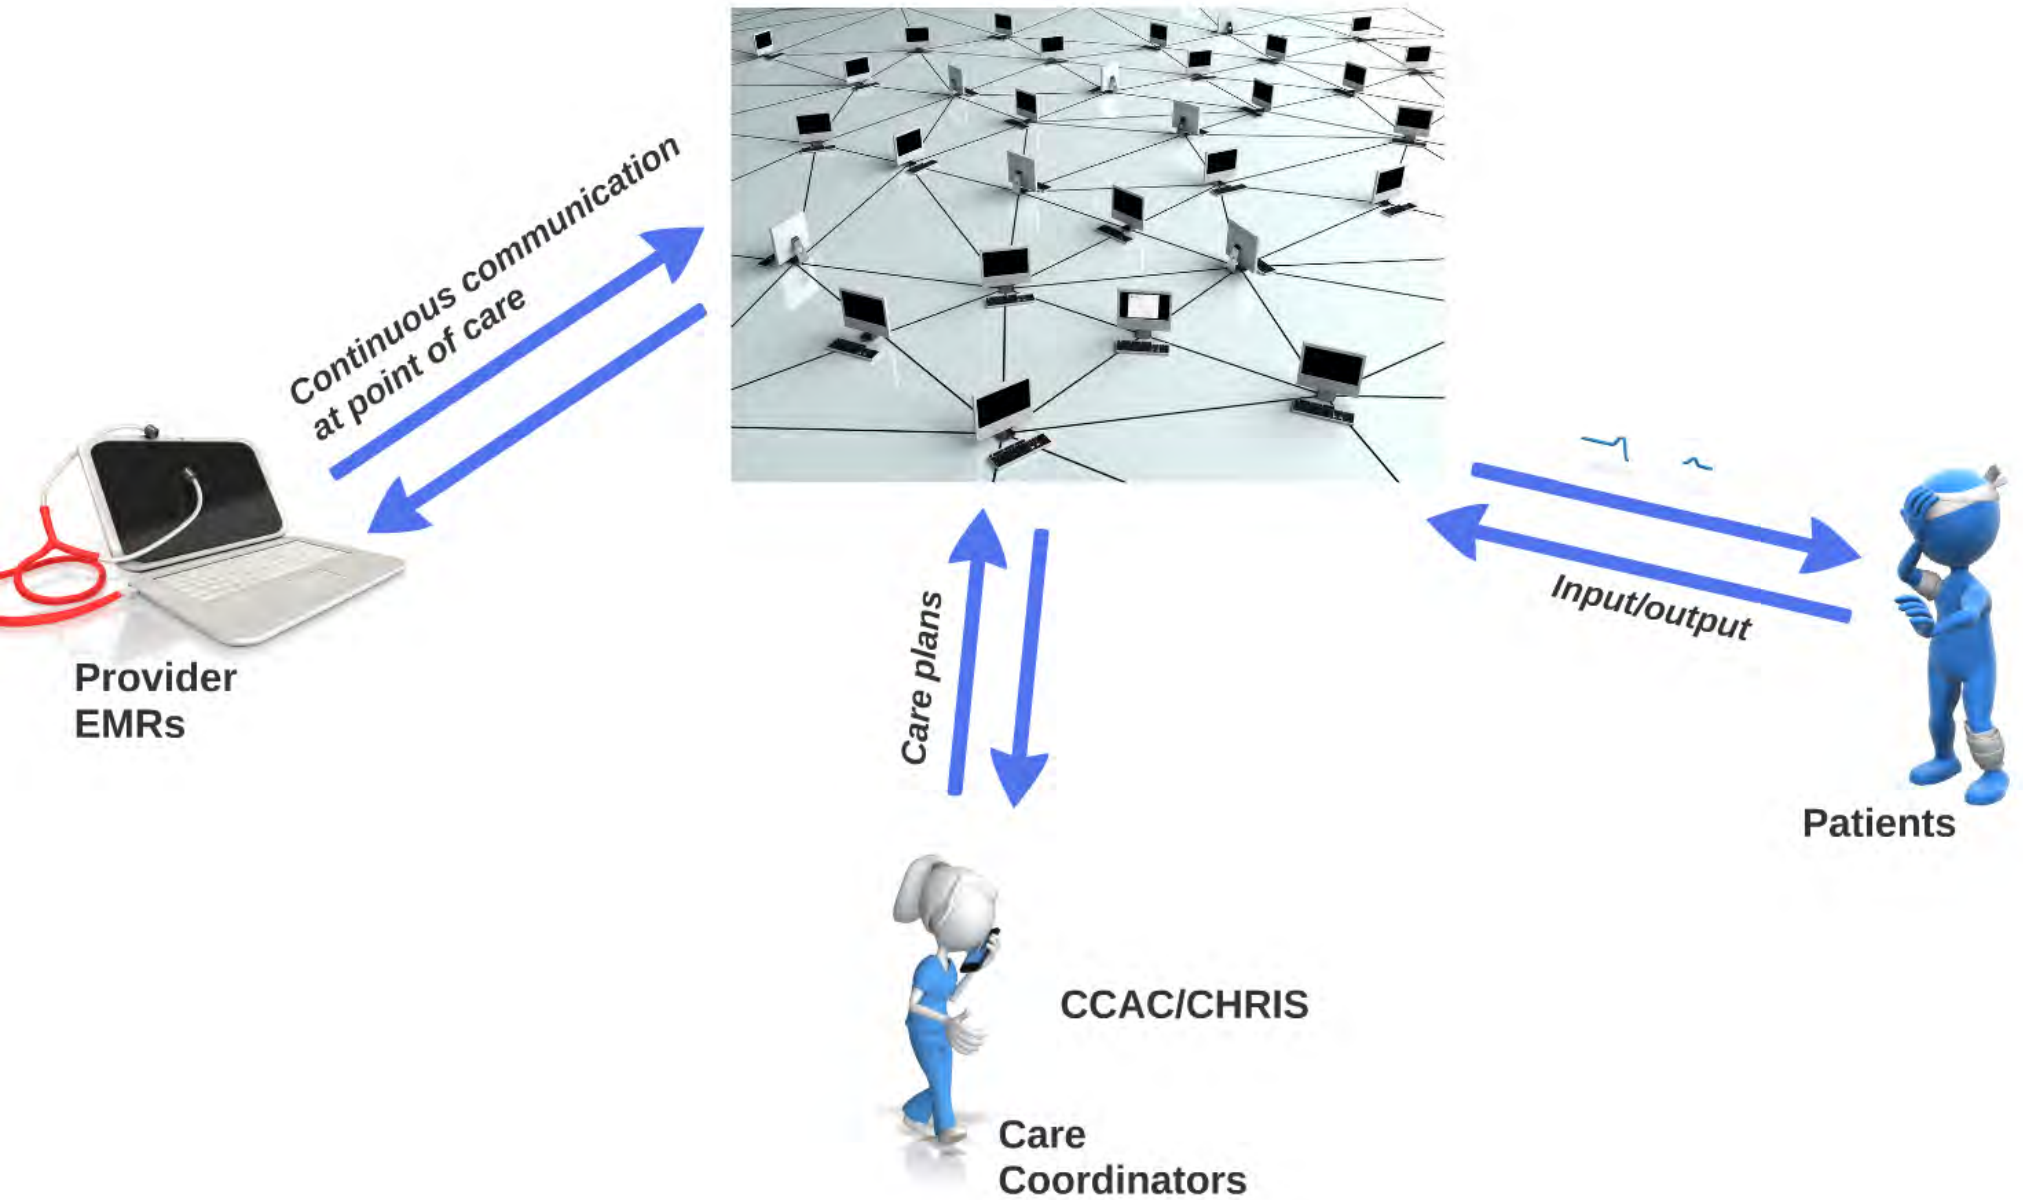 Continuous communication
at point of care
Provider
EMRs
Care plans
Input/output
Patients
CCAC/CHRIS
Care
Coordinators